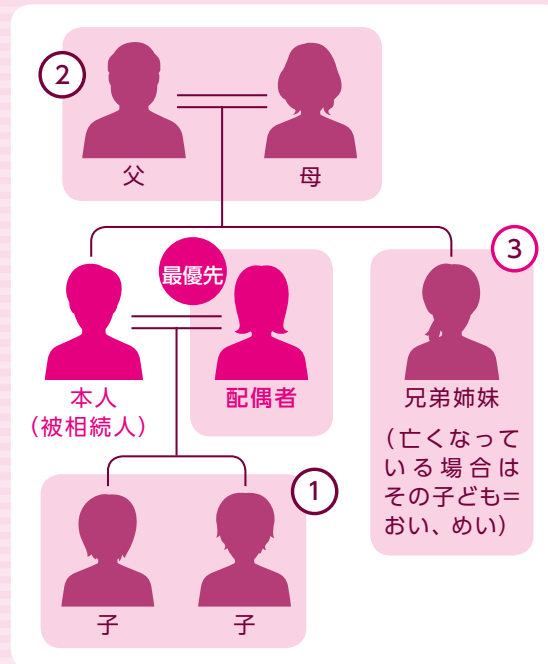 ②
父
母
③
最優先
本人
（被相続人）
配偶者
兄弟姉妹
（亡くなって
いる場合は
その子ども＝
おい、めい）
①
子
子